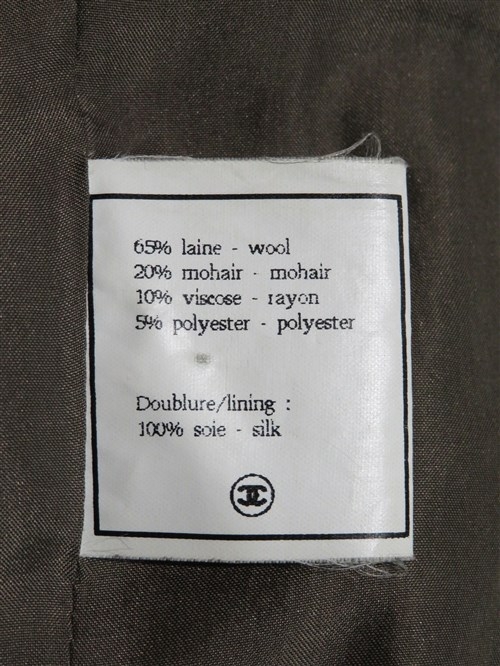 65% laine - wool
20% mohair - mohair
10% viscose - rayon
5% polyester - polyester
Doublure/lining :
100% soie - silk